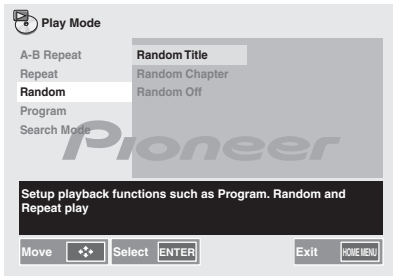 Play Mode
A-B Repeat
Repeat
Random
Program
Search Mode
Random Title
Random Chapter
Random Off
Pioneer
Setup playback functions such as Program. Random and
Repeat play
Move Select ENTER Exit HOME MENU